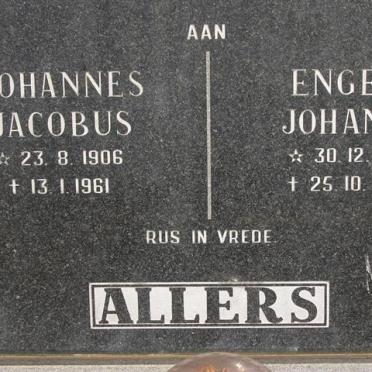 AAN
OHANNES
JACOBUS
☆ 23. 8. 1906
† 13. 1. 1961
ENGE
JOHAN
☆ 30. 12.
† 25. 10.
RUS IN VREDE
ALLERS